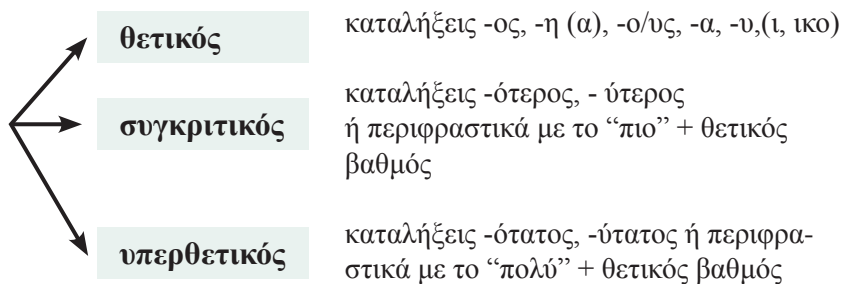 θετικός
καταλήξεις -ος, -η (α), -ο/υς, -α, -υ,(ι, ικο)
συγκριτικός
καταλήξεις -ότερος, - ύτερος
ή περιφραστικά με το “πιο” + θετικός
βαθμός
υπερθετικός
καταλήξεις -ότατος, -ύτατος ή περιφρα-
στικά με το “πολύ” + θετικός βαθμός